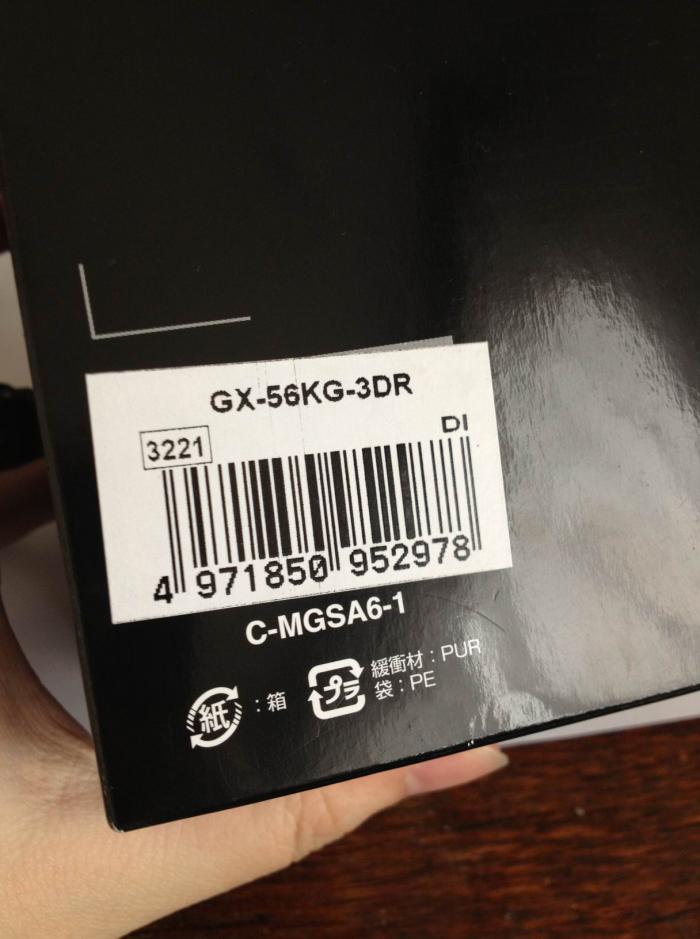 GX-56KG-3DR
DI
3221
4 971850 952978
C-MGSA6-1
紙 : 箱
プラ 緩衝材 : PUR
袋 : PE